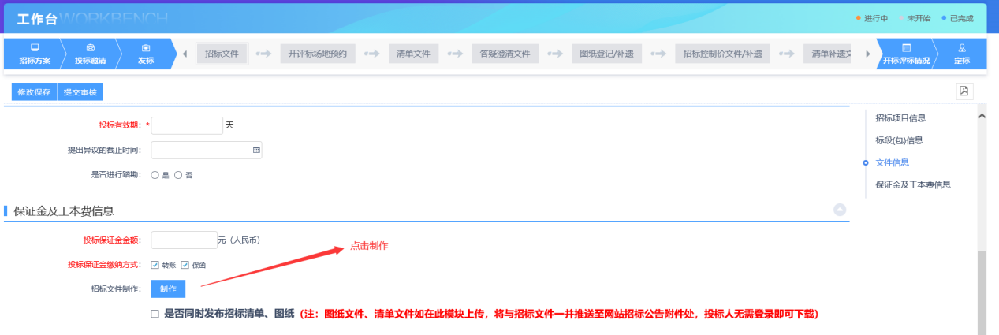 工作台WORKBENCH
进行中 未开始 已完成
招标方案 投标邀请 发标 招标文件 开评标场地预约 清单文件 答疑澄清文件 图纸登记/补遗 招标控制价文件/补遗 清单补遗文 开标评标情况 定标
修改保存 提交审核
招标项目信息
投标有效期: * 天
标段(包)信息
提出异议的截止时间:
文件信息
是否进行踏勘: 是 否
保证金及工本费信息
保证金及工本费信息
投标保证金金额: 元（人民币）
点击制作
投标保证金缴纳方式: 转账 保函
招标文件制作: 制作
是否同时发布招标清单、图纸（注：图纸文件、清单文件如在此模块上传，将与招标文件一并推送至网站招标公告附件处，投标人无需登录即可下载）